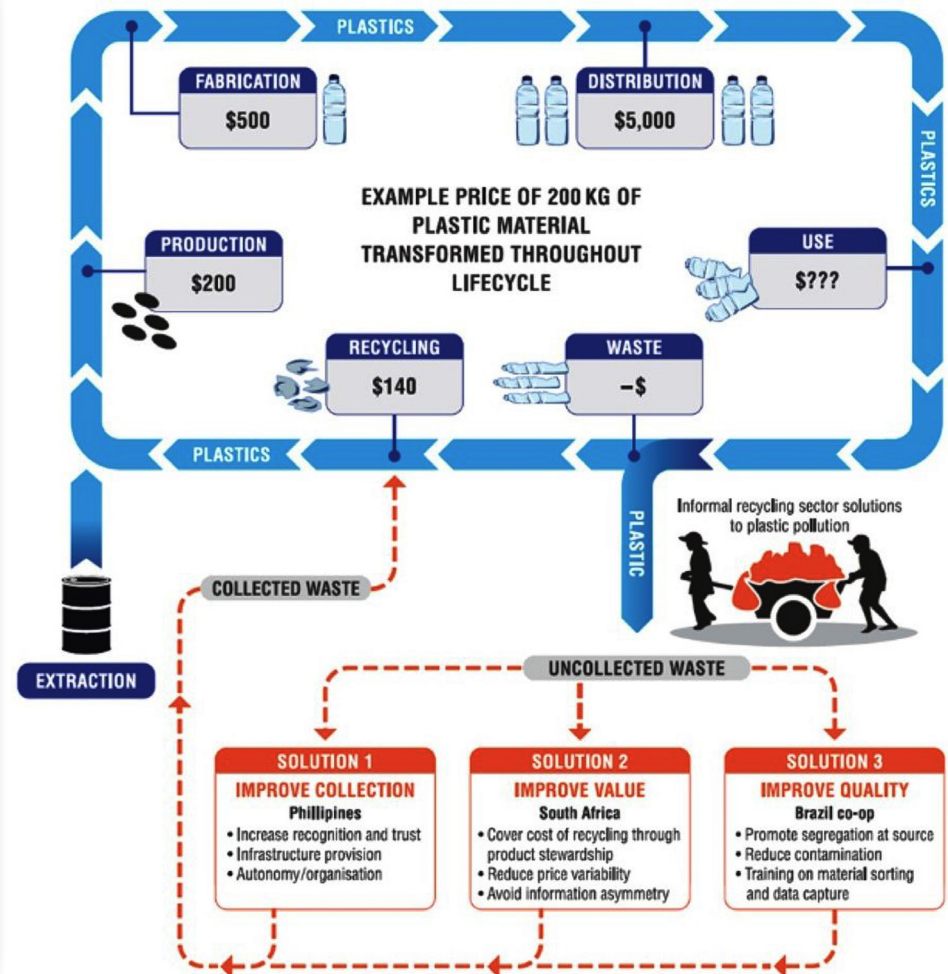 PLASTICS
FABRICATION
$500
DISTRIBUTION
$5,000
PLASTICS
EXAMPLE PRICE OF 200 KG OF
PLASTIC MATERIAL
TRANSFORMED THROUGHOUT
LIFECYCLE
PRODUCTION
$200
USE
$???
RECYCLING
$140
WASTE
–$
PLASTICS
PLASTIC
Informal recycling sector solutions
to plastic pollution
COLLECTED WASTE
EXTRACTION
UNCOLLECTED WASTE
SOLUTION 1
IMPROVE COLLECTION
Phillipines
• Increase recognition and trust
• Infrastructure provision
• Autonomy/organisation
SOLUTION 2
IMPROVE VALUE
South Africa
• Cover cost of recycling through
product stewardship
• Reduce price variability
• Avoid information asymmetry
SOLUTION 3
IMPROVE QUALITY
Brazil co-op
• Promote segregation at source
• Reduce contamination
• Training on material sorting
and data capture